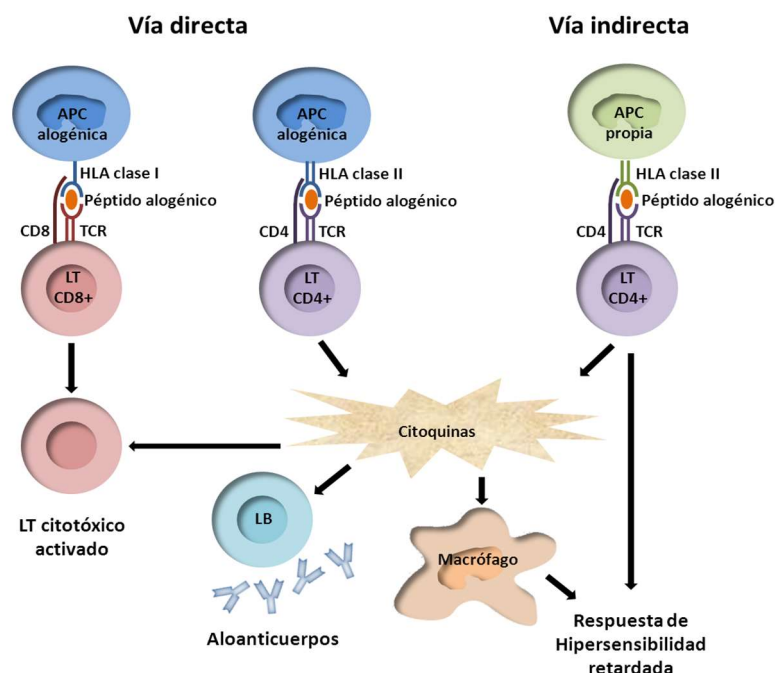 Vía directa
Vía indirecta
APC
alogénica
APC
alogénica
APC
propia
HLA clase I
HLA clase II
HLA clase II
Péptido alogénico
Péptido alogénico
Péptido alogénico
CD8
TCR
CD4
TCR
CD4
TCR
LT
CD8+
LT
CD4+
LT
CD4+
Citoquinas
LT citotóxico
activado
LB
Aloanticuerpos
Macrófago
Respuesta de
Hipersensibilidad
retardada